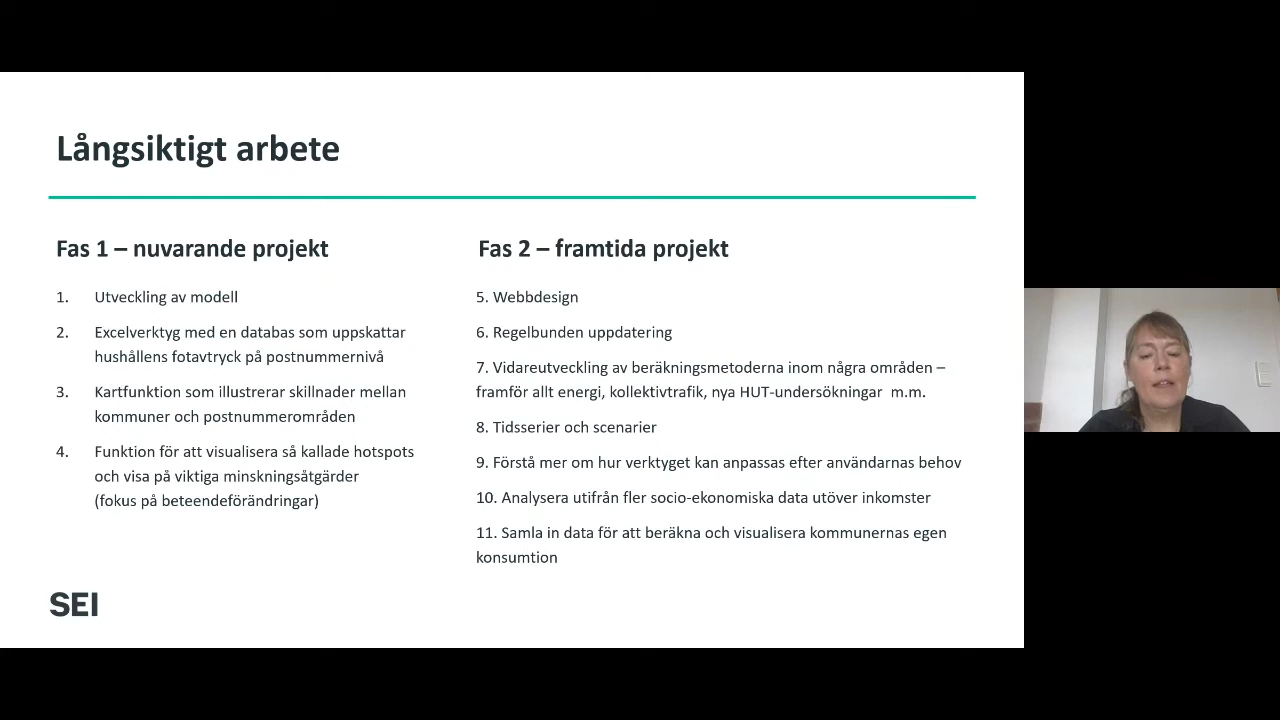 Långsiktigt arbete
Fas 1 – nuvarande projekt
1. Utveckling av modell
2. Excelverktyg med en databas som uppskattar
hushållens fotavtryck på postnummernivå
3. Kartfunktion som illustrerar skillnader mellan
kommuner och postnummerområden
4. Funktion för att visualisera så kallade hotspots
och visa på viktiga minskningsåtgärder
(fokus på beteendeförändringar)
Fas 2 – framtida projekt
5. Webbdesign
6. Regelbunden uppdatering
7. Vidareutveckling av beräkningsmetoderna inom några områden –
framför allt energi, kollektivtrafik, nya HUT-undersökningar m.m.
8. Tidsserier och scenarier
9. Förstå mer om hur verktyget kan anpassas efter användarnas behov
10. Analysera utifrån fler socio-ekonomiska data utöver inkomster
11. Samla in data för att beräkna och visualisera kommunernas egen
konsumtion
SEI